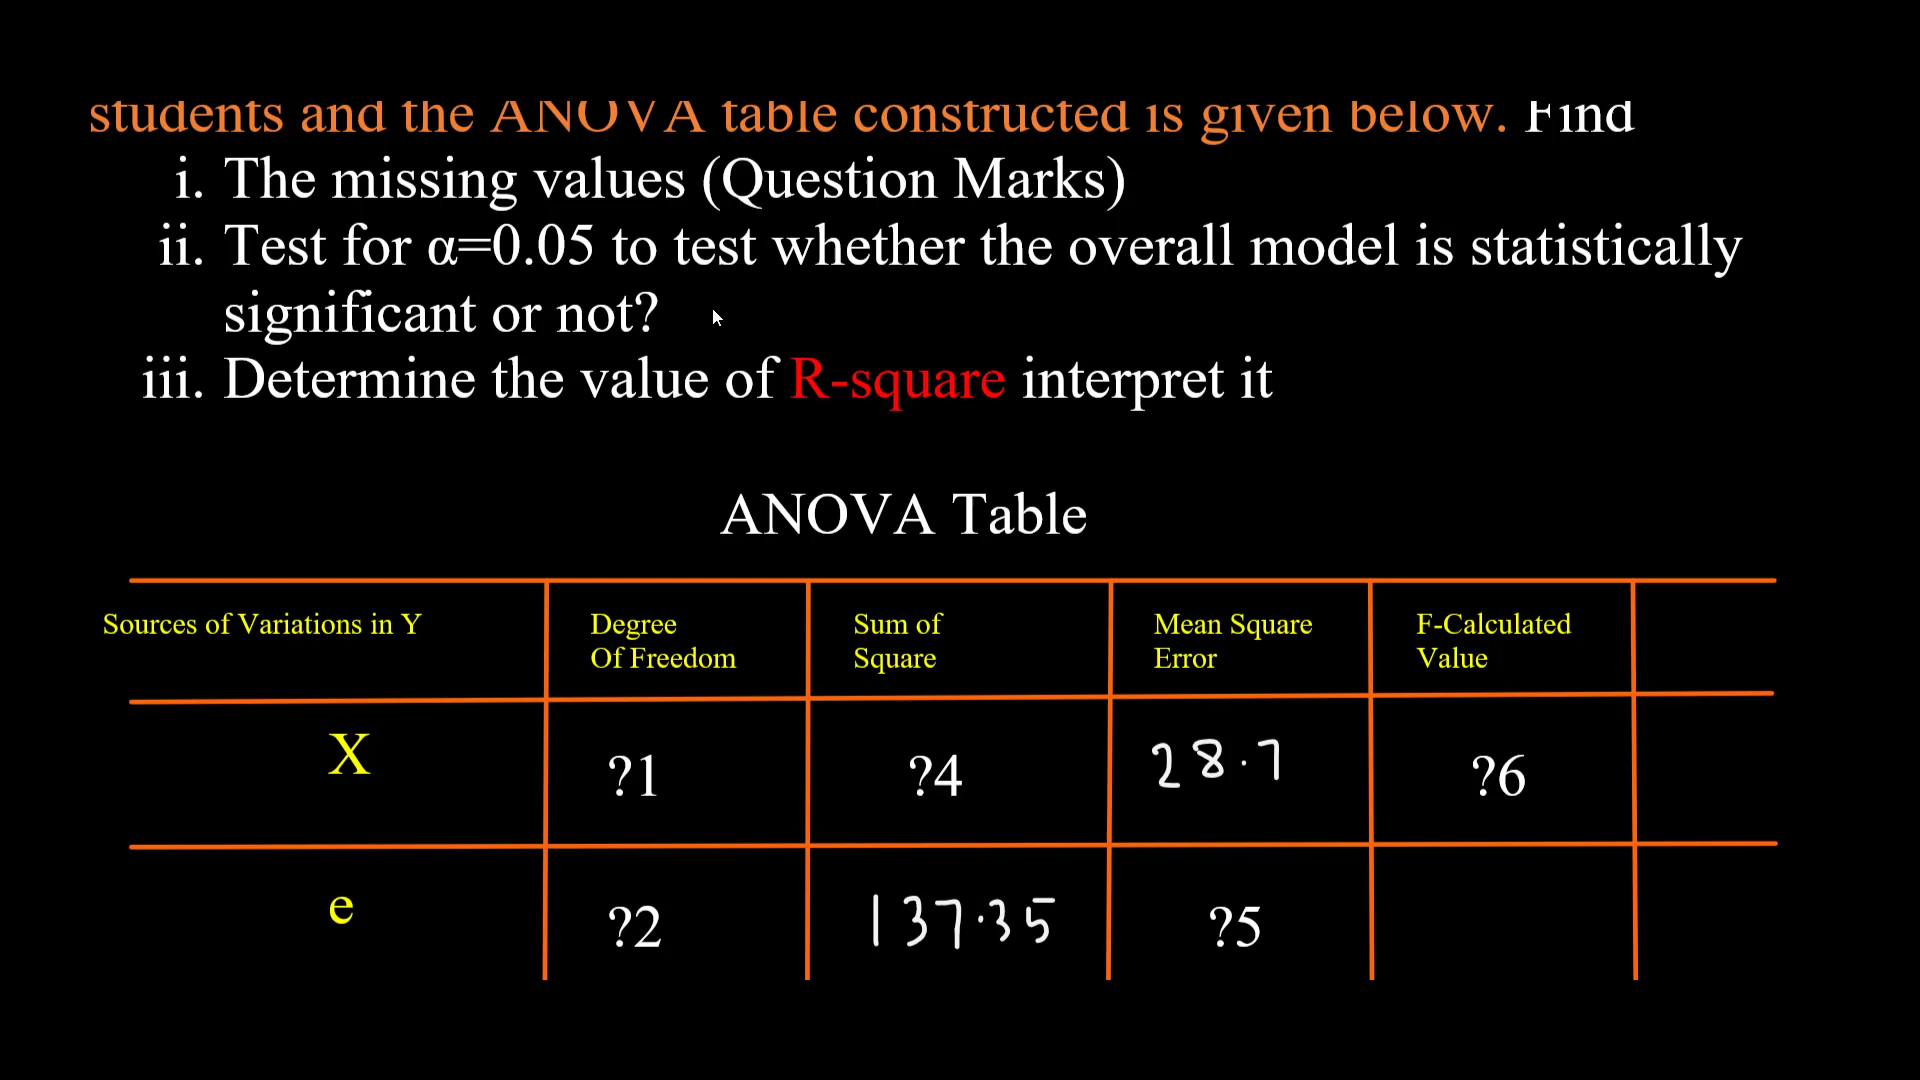 students and the ANOVA table constructed is given below. Find
i. The missing values (Question Marks)
ii. Test for α=0.05 to test whether the overall model is statistically
significant or not?
iii. Determine the value of R-square interpret it
ANOVA Table
Sources of Variations in Y
Degree
Of Freedom
Sum of
Square
Mean Square
Error
F-Calculated
Value
X
?1
?4
28.7
?6
e
?2
137.35
?5